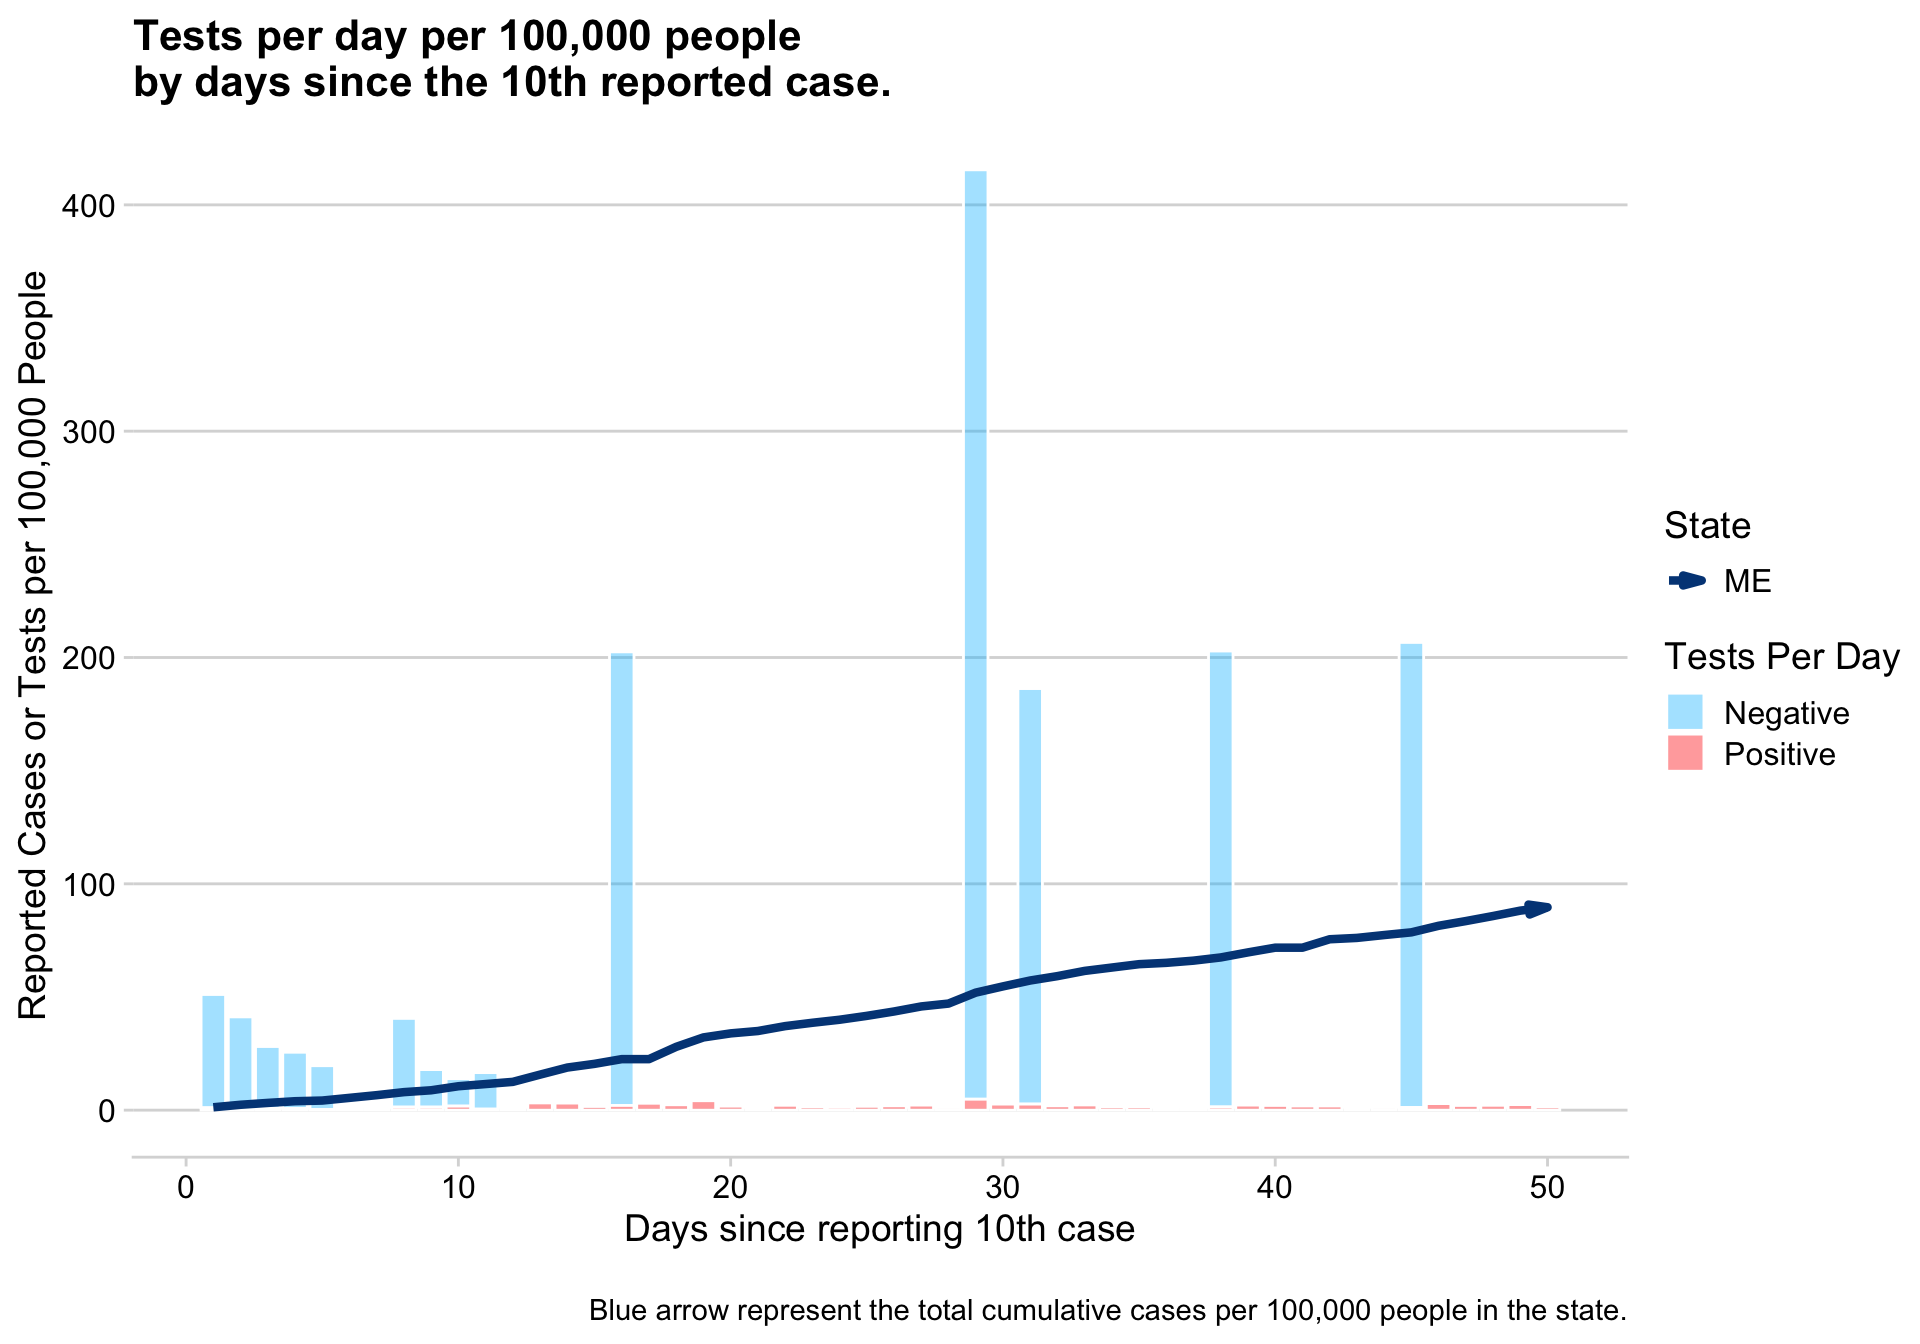 Tests per day per 100,000 people
by days since the 10th reported case.
Reported Cases or Tests per 100,000 People
400
300
200
100
0
0 10 20 30 40 50
Days since reporting 10th case
State
ME
Tests Per Day
Negative
Positive
Blue arrow represent the total cumulative cases per 100,000 people in the state.